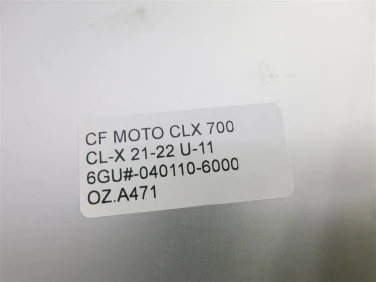 CF MOTO CLX 700
CL-X 21-22 U-11
6GU#-040110-6000
OZ.A471